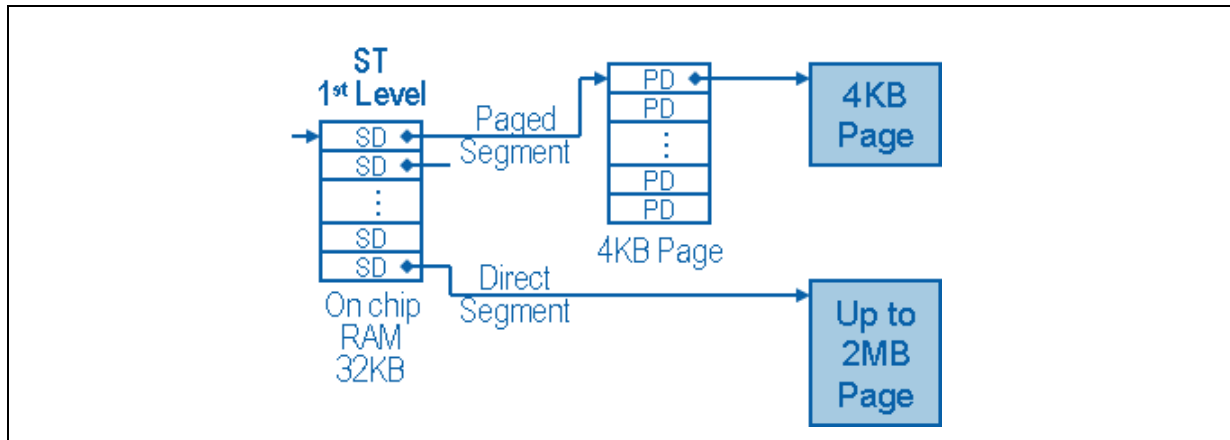 ST
1st Level
SD
SD
⋮
SD
SD
On chip
RAM
32KB
Paged
Segment
Direct
Segment
PD
PD
⋮
PD
PD
4KB Page
4KB
Page
Up to
2MB
Page